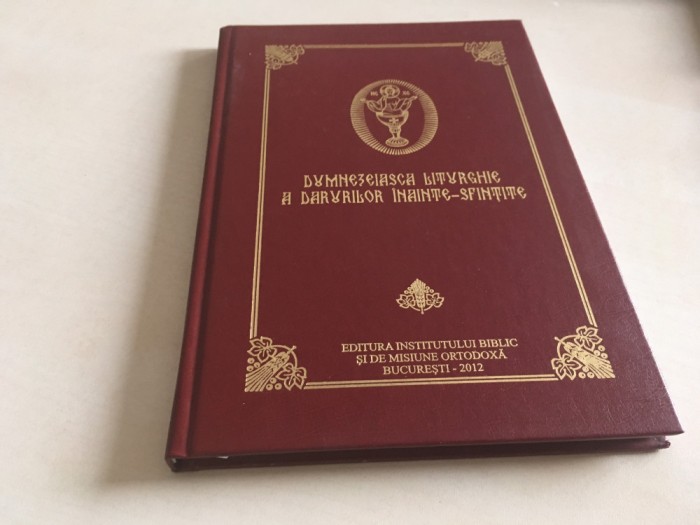 DUMNEZEIASCA LITURGHIE
A DARURILOR ÎNAINTE-SFINȚITE
EDITURA INSTITUTULUI BIBLIC
ȘI DE MISIUNE ORTODOXĂ
BUCUREȘTI - 2012